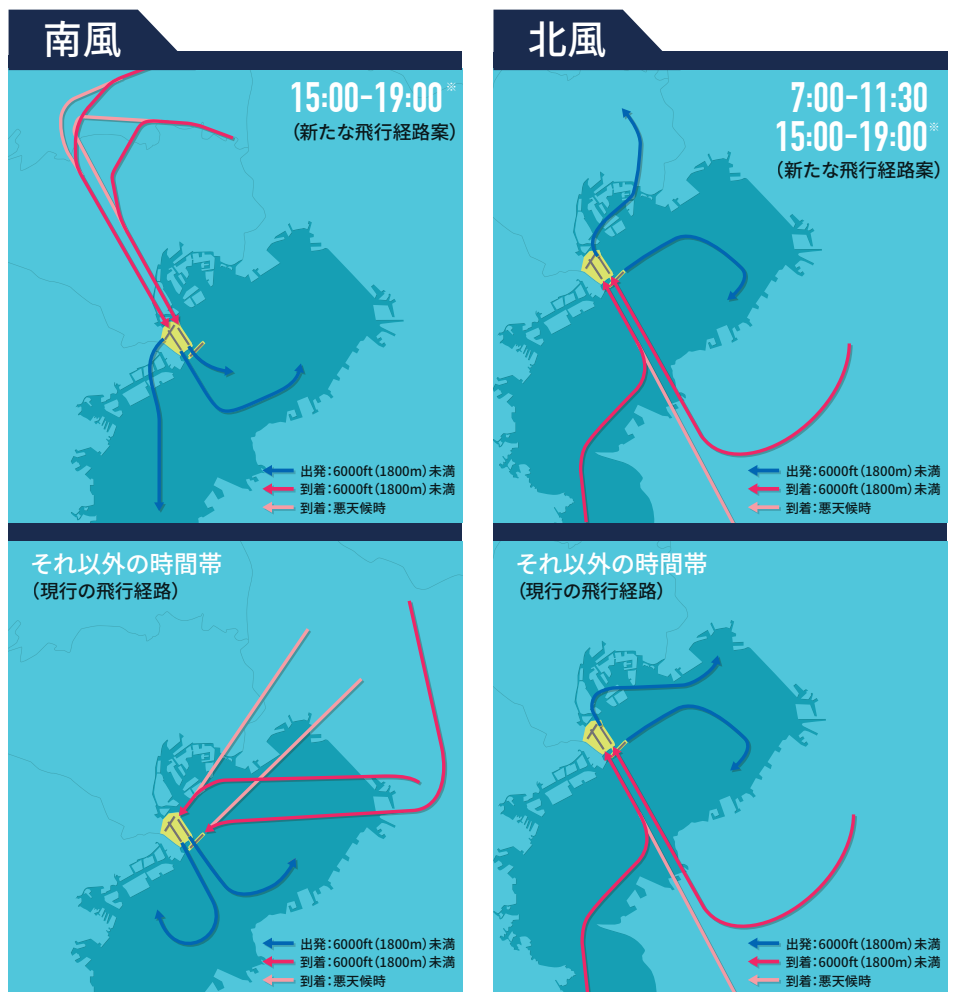 南風
15:00-19:00※
（新たな飛行経路案）
出発：6000ft（1800m）未満
到着：6000ft（1800m）未満
到着：悪天候時
それ以外の時間帯
（現行の飛行経路）
出発：6000ft（1800m）未満
到着：6000ft（1800m）未満
到着：悪天候時
北風
7:00-11:30
15:00-19:00※
（新たな飛行経路案）
出発：6000ft（1800m）未満
到着：6000ft（1800m）未満
到着：悪天候時
それ以外の時間帯
（現行の飛行経路）
出発：6000ft（1800m）未満
到着：6000ft（1800m）未満
到着：悪天候時